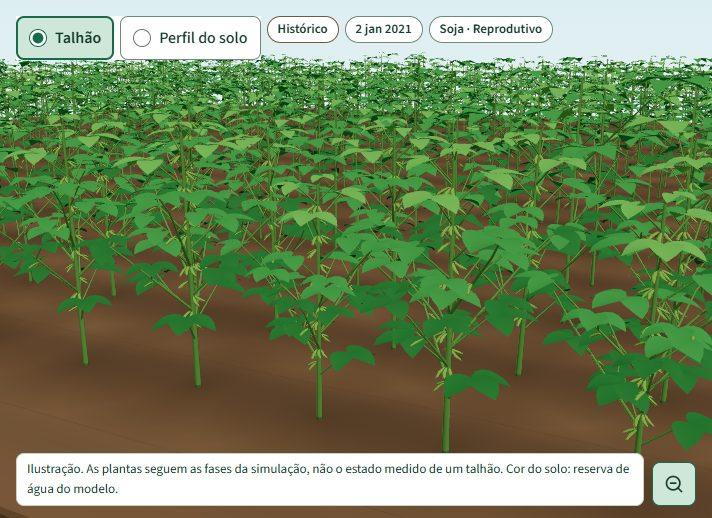 Talhão
Perfil do solo
Histórico
2 jan 2021
Soja · Reprodutivo
Ilustração. As plantas seguem as fases da simulação, não o estado medido de um talhão. Cor do solo: reserva de
água do modelo.